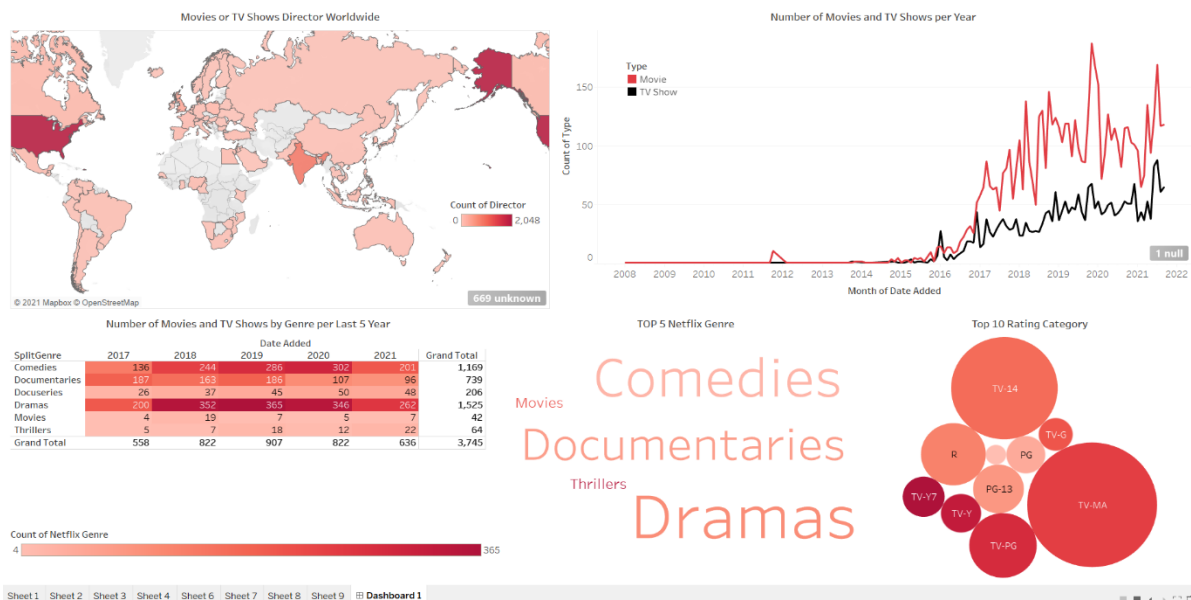 Movies or TV Shows Director Worldwide
Count of Director
0 2,048
669 unknown
© 2021 Mapbox © OpenStreetMap
Number of Movies and TV Shows per Year
Type
Movie
TV Show
Count of Type
150
100
50
0
1 null
2008 2009 2010 2011 2012 2013 2014 2015 2016 2017 2018 2019 2020 2021 2022
Month of Date Added
Number of Movies and TV Shows by Genre per Last 5 Year
Date Added
SplitGenre 2017 2018 2019 2020 2021 Grand Total
Comedies 136 244 286 302 201 1,169
Documentaries 187 163 186 107 96 739
Docuseries 26 37 45 50 48 206
Dramas 200 352 365 346 262 1,525
Movies 4 19 7 5 7 42
Thrillers 5 7 18 12 22 64
Grand Total 558 822 907 822 636 3,745
Count of Netflix Genre
4 365
TOP 5 Netflix Genre
Comedies
Movies
Documentaries
Thrillers
Dramas
Top 10 Rating Category
TV-14
TV-G
R
PG
PG-13
TV-Y7
TV-Y
TV-MA
TV-PG
Sheet 1 Sheet 2 Sheet 3 Sheet 4 Sheet 6 Sheet 7 Sheet 8 Sheet 9 Dashboard 1